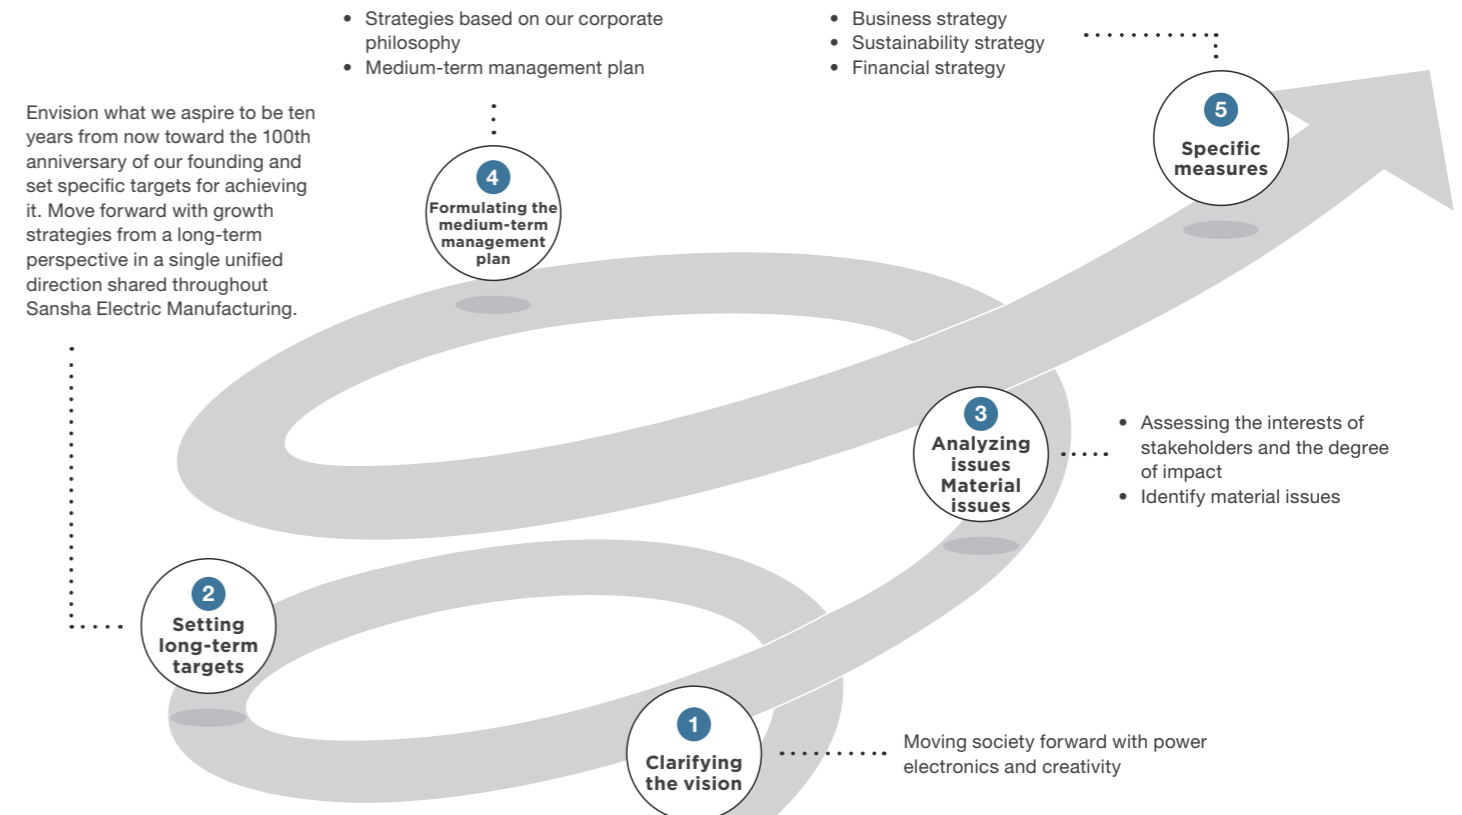 • Strategies based on our corporate
philosophy
• Medium-term management plan
• Business strategy
• Sustainability strategy
• Financial strategy
Envision what we aspire to be ten
years from now toward the 100th
anniversary of our founding and
set specific targets for achieving
it. Move forward with growth
strategies from a long-term
perspective in a single unified
direction shared throughout
Sansha Electric Manufacturing.
5
Specific
measures
4
Formulating the
medium-term
management
plan
3
Analyzing
issues
Material
issues
• Assessing the interests of
stakeholders and the degree
of impact
• Identify material issues
2
Setting
long-term
targets
1
Clarifying
the vision
Moving society forward with power
electronics and creativity